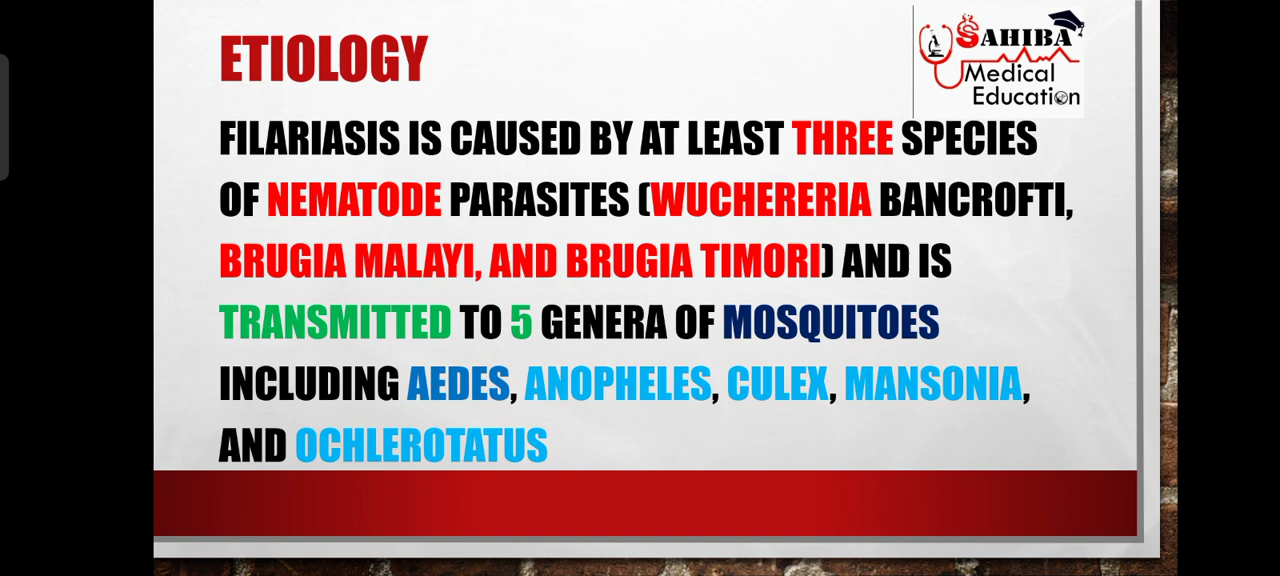 ETIOLOGY
SAHIBA
Medical
Education
FILARIASIS IS CAUSED BY AT LEAST THREE SPECIES
OF NEMATODE PARASITES (WUCHERERIA BANCROFTI,
BRUGIA MALAYI, AND BRUGIA TIMORI) AND IS
TRANSMITTED TO 5 GENERA OF MOSQUITOES
INCLUDING AEDES, ANOPHELES, CULEX, MANSONIA,
AND OCHLEROTATUS